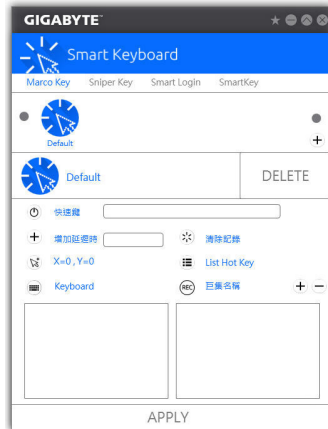 GIGABYTE™
Smart Keyboard
Marco Key Sniper Key Smart Login SmartKey
Default
Default DELETE
快速鍵
增加延遲時 清除記錄
X=0 , Y=0 List Hot Key
Keyboard REC 巨集名稱
APPLY